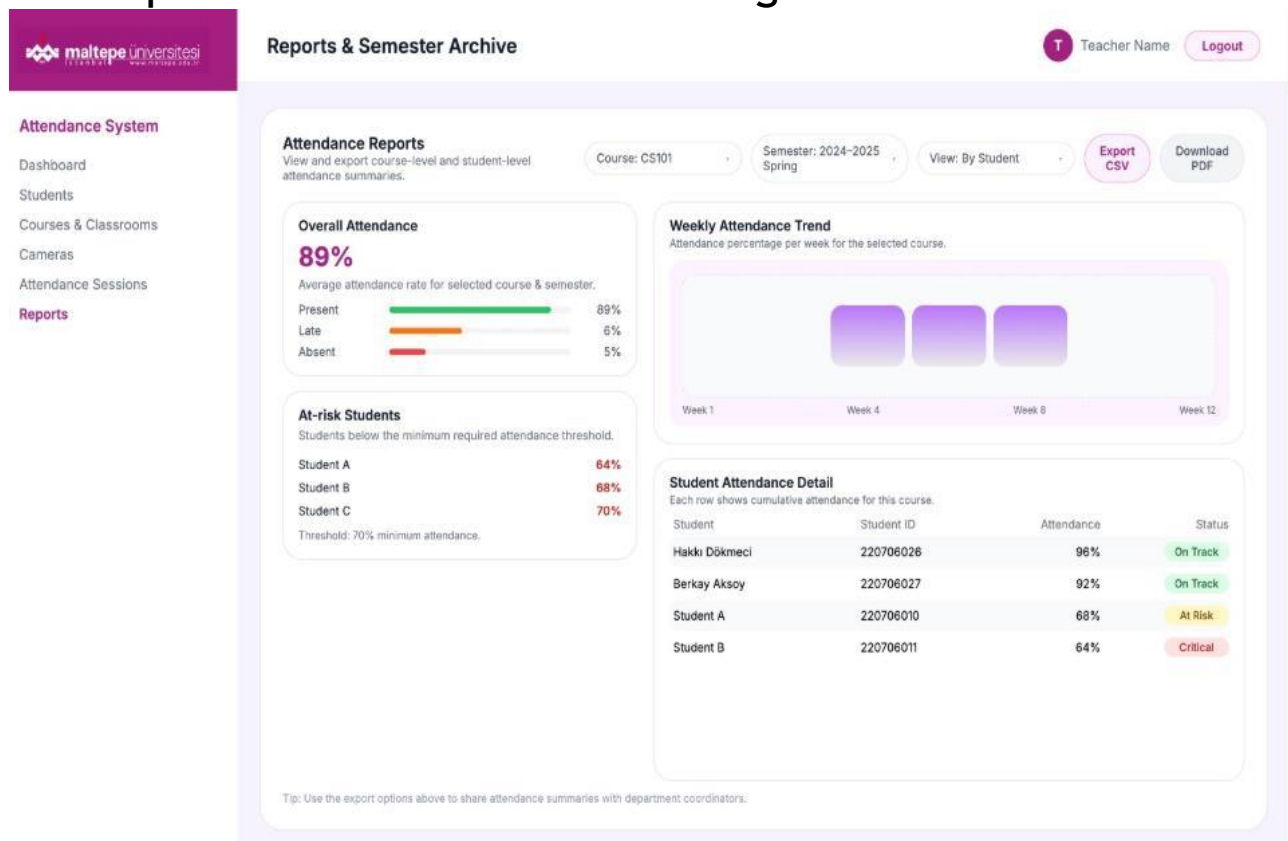 maltepe üniversitesi
Reports & Semester Archive
T
Teacher Name
Logout
Attendance System
Dashboard
Students
Courses & Classrooms
Cameras
Attendance Sessions
Reports
Attendance Reports
View and export course-level and student-level
attendance summaries.
Course: CS101
Semester: 2024-2025
Spring
View: By Student
Export
CSV
Download
PDF
Overall Attendance
89%
Average attendance rate for selected course & semester.
Present 89%
Late 6%
Absent 5%
At-risk Students
Students below the minimum required attendance threshold.
Student A 64%
Student B 68%
Student C 70%
Threshold: 70% minimum attendance.
Weekly Attendance Trend
Attendance percentage per week for the selected course.
Week 1 Week 4 Week 8 Week 12
Student Attendance Detail
Each row shows cumulative attendance for this course.
Student Student ID Attendance Status
Hakkı Dökmeci 220706026 96% On Track
Berkay Aksoy 220706027 92% On Track
Student A 220706010 68% At Risk
Student B 220706011 64% Critical
Tip: Use the export options above to share attendance summaries with department coordinators.